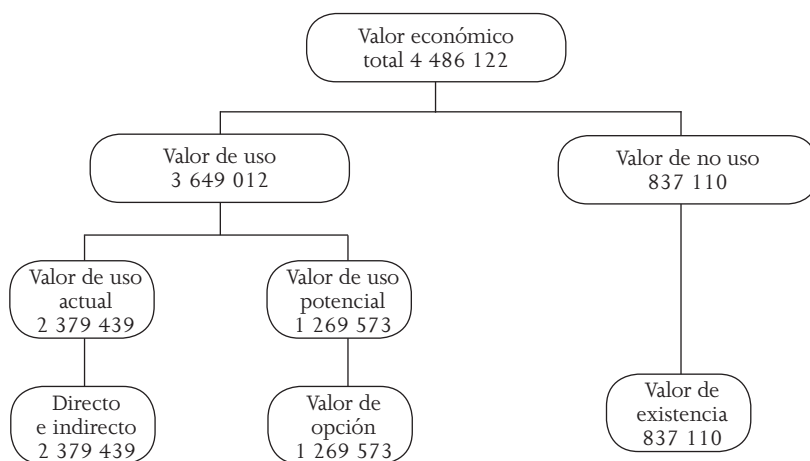 Valor económico
total 4 486 122
Valor de uso
3 649 012
Valor de no uso
837 110
Valor de uso
actual
2 379 439
Valor de uso
potencial
1 269 573
Directo
e indirecto
2 379 439
Valor de
opción
1 269 573
Valor de
existencia
837 110